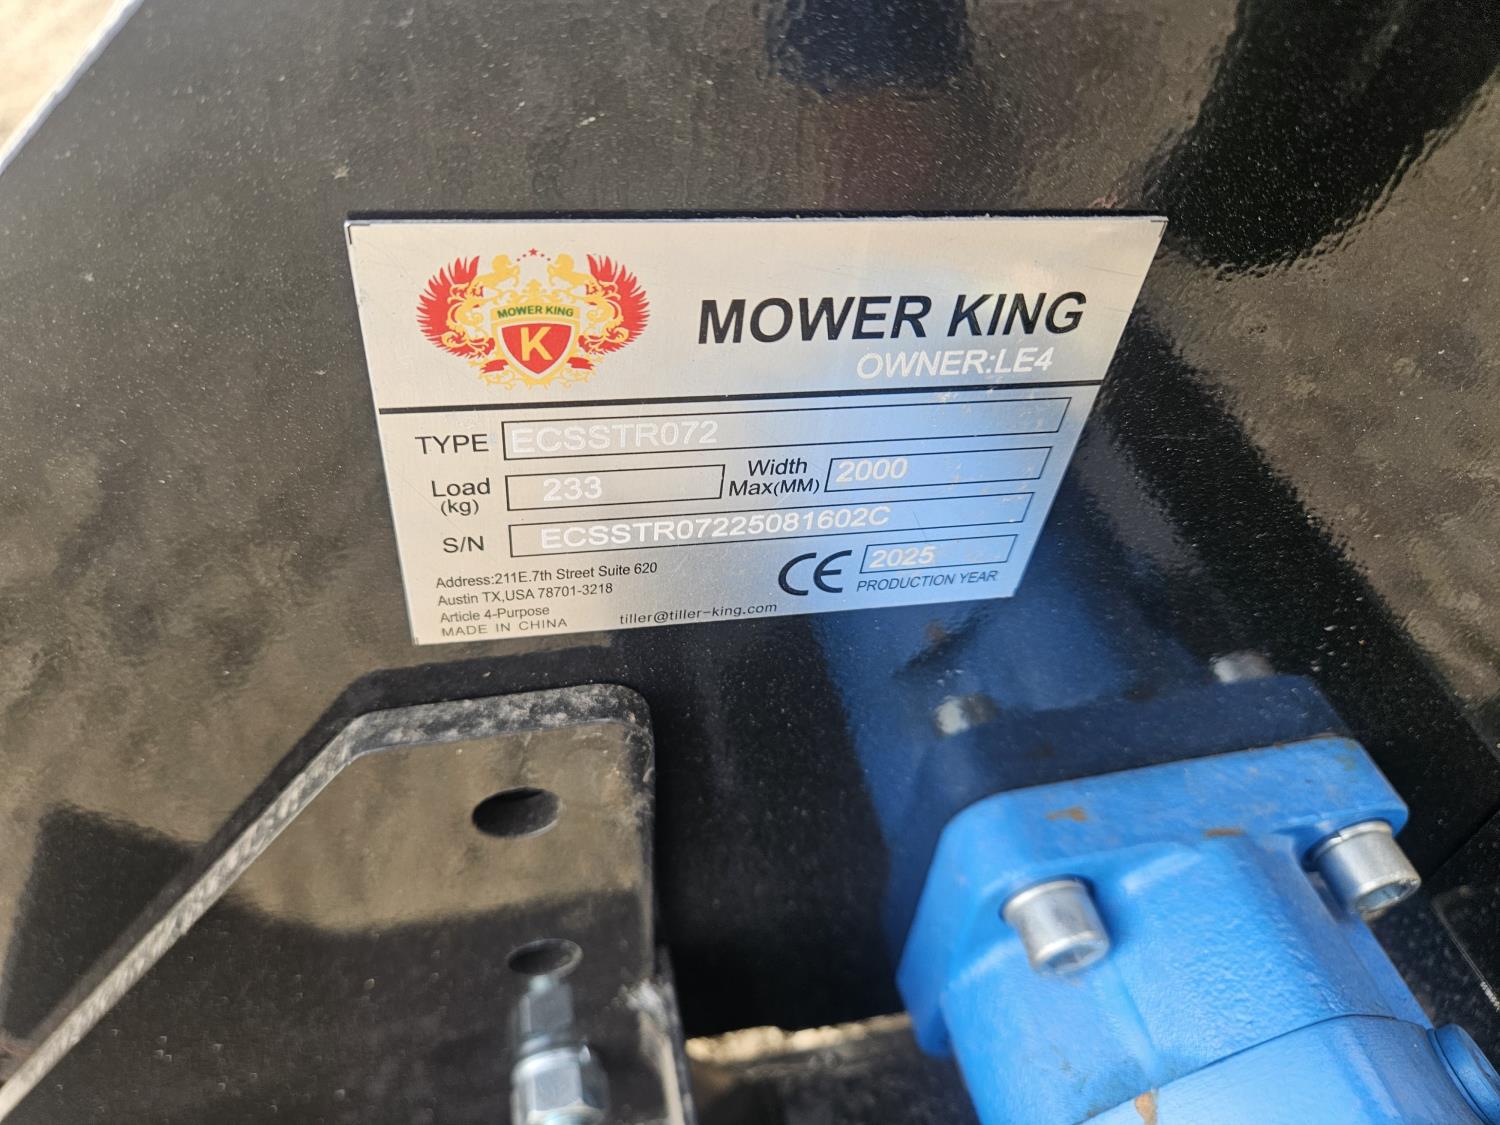 MOWER KING
K
MOWER KING
OWNER:LE4
TYPE ECSSTR072
Load (kg) 233 Width Max(MM) 2000
S/N ECSSTR07225081602C
CE 2025
PRODUCTION YEAR
Address:211E.7th Street Suite 620
Austin TX,USA 78701-3218
Article 4-Purpose
MADE IN CHINA
tiller@tiller-king.com